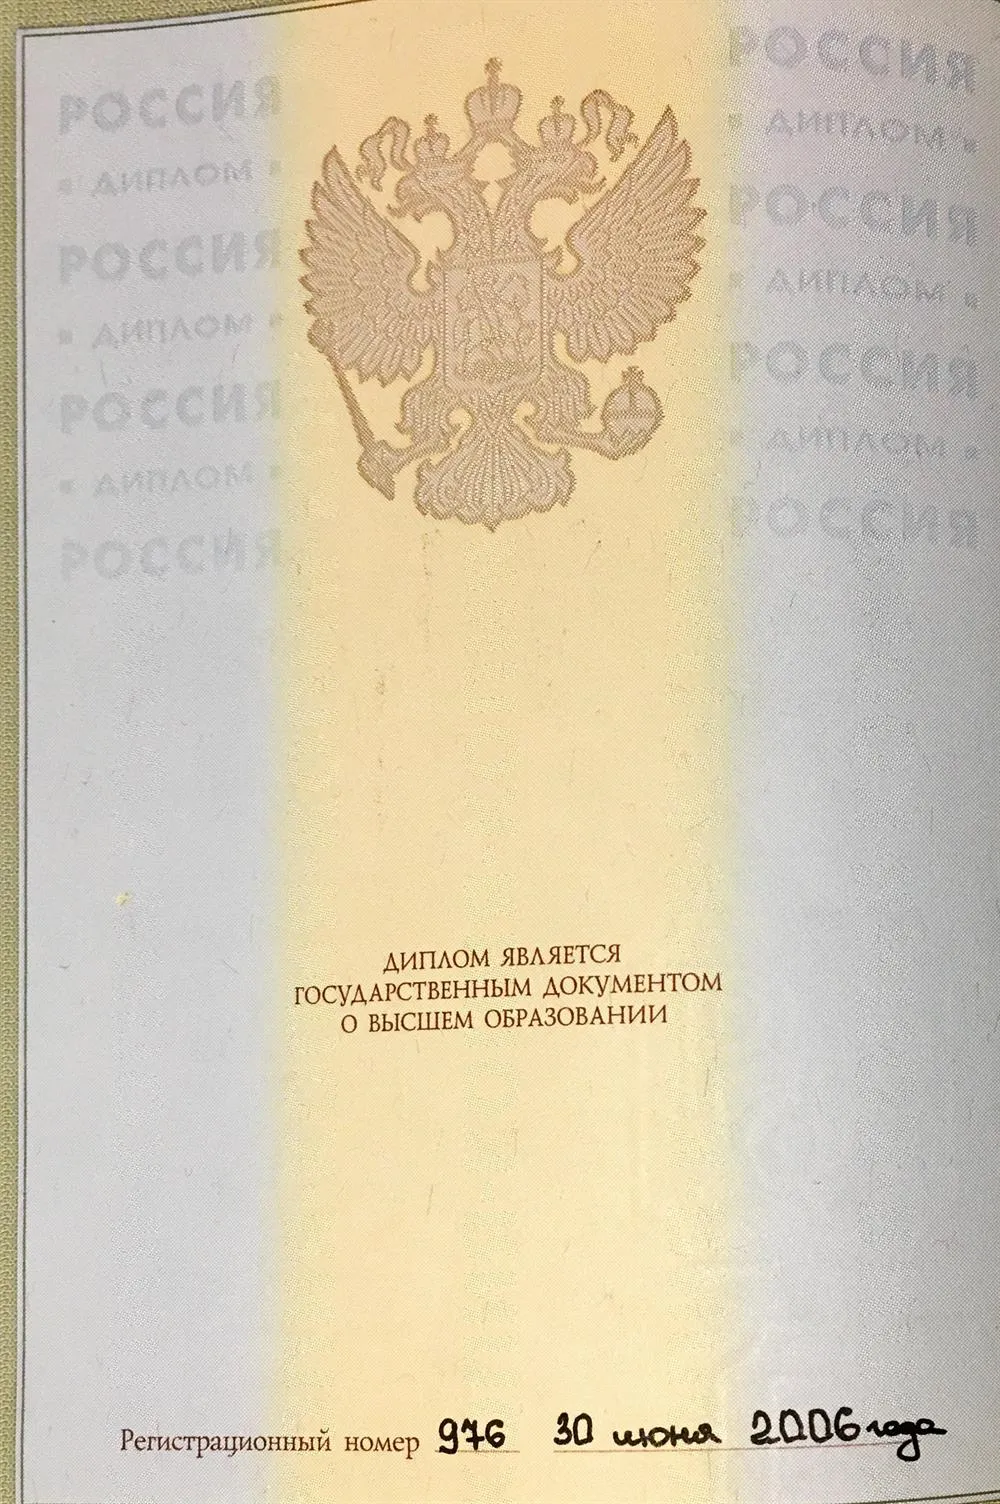 РОССИЯ
ДИПЛОМ
РОССИЯ
ДИПЛОМ
РОССИЯ
ДИПЛОМ
РОССИЯ
РОССИЯ
ДИПЛОМ
РОССИЯ
ДИПЛОМ
РОССИЯ
ДИПЛОМ
РОССИЯ
ДИПЛОМ ЯВЛЯЕТСЯ
ГОСУДАРСТВЕННЫМ ДОКУМЕНТОМ
О ВЫСШЕМ ОБРАЗОВАНИИ
Регистрационный номер 976 30 июня 2006 года